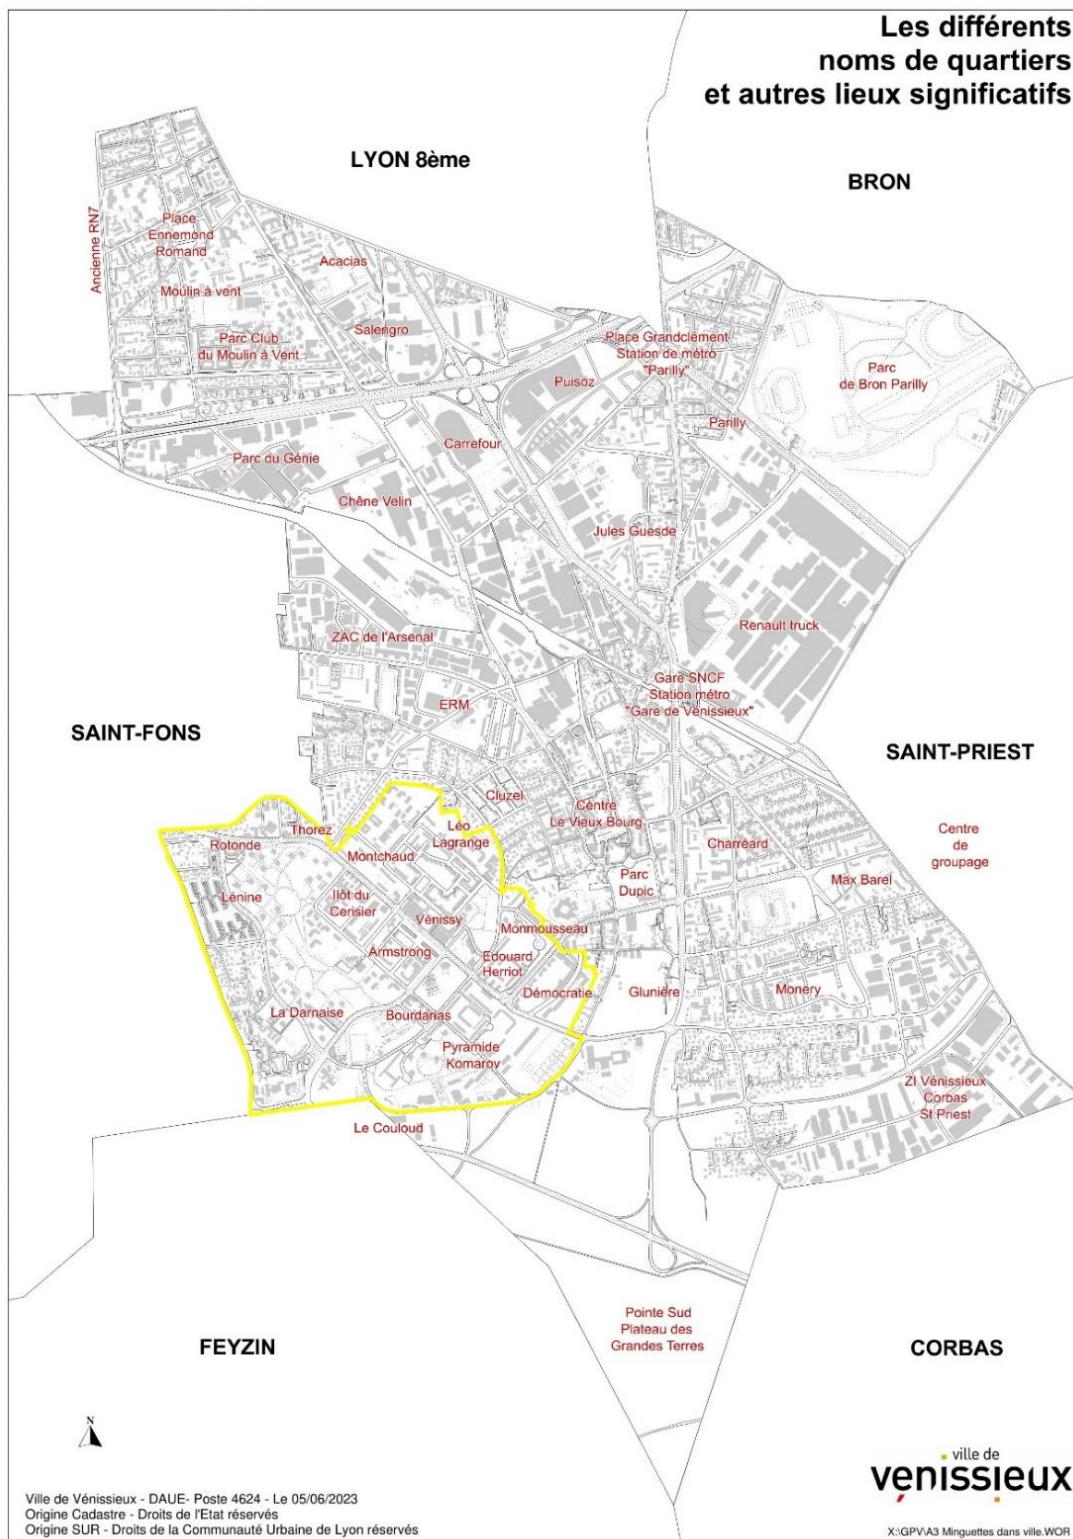 Les différents
noms de quartiers
et autres lieux significatifs
LYON 8ème
BRON
Ancienne RN7
Place
Ennemond
Romand
Acacias
Moulin à vent
Salengro
Parc Club
du Moulin à Vent
Place Grandclément
Station de métro
"Parilly"
Puisoz
Parc
de Bron Parilly
Parilly
Carrefour
Parc du Génie
Chêne Velin
Jules Guesde
Renault truck
ZAC de l'Arsenal
Gare SNCF
Station métro
"Gare de Vénissieux"
ERM
SAINT-FONS
SAINT-PRIEST
Cluzel
Centre
Le Vieux Bourg
Léo
Lagrange
Thorez
Rotonde
Montchaud
Charréard
Centre
de
groupage
Parc
Dupic
Max Barel
Lénine
Ilôt du
Cerisier
Vénissy
Monmousseau
Armstrong
Edouard
Herriot
Démocratie
Glunière
Monery
La Darnaise
Bourdarias
Pyramide
Komarov
ZI Vénissieux
Corbas
St Priest
Le Couloud
Pointe Sud
Plateau des
Grandes Terres
FEYZIN
CORBAS
N
ville de
vénissieux
Ville de Vénissieux - DAUE- Poste 4624 - Le 05/06/2023
Origine Cadastre - Droits de l'Etat réservés
Origine SUR - Droits de la Communauté Urbaine de Lyon réservés
X:\GPV\A3 Minguettes dans ville.WOR